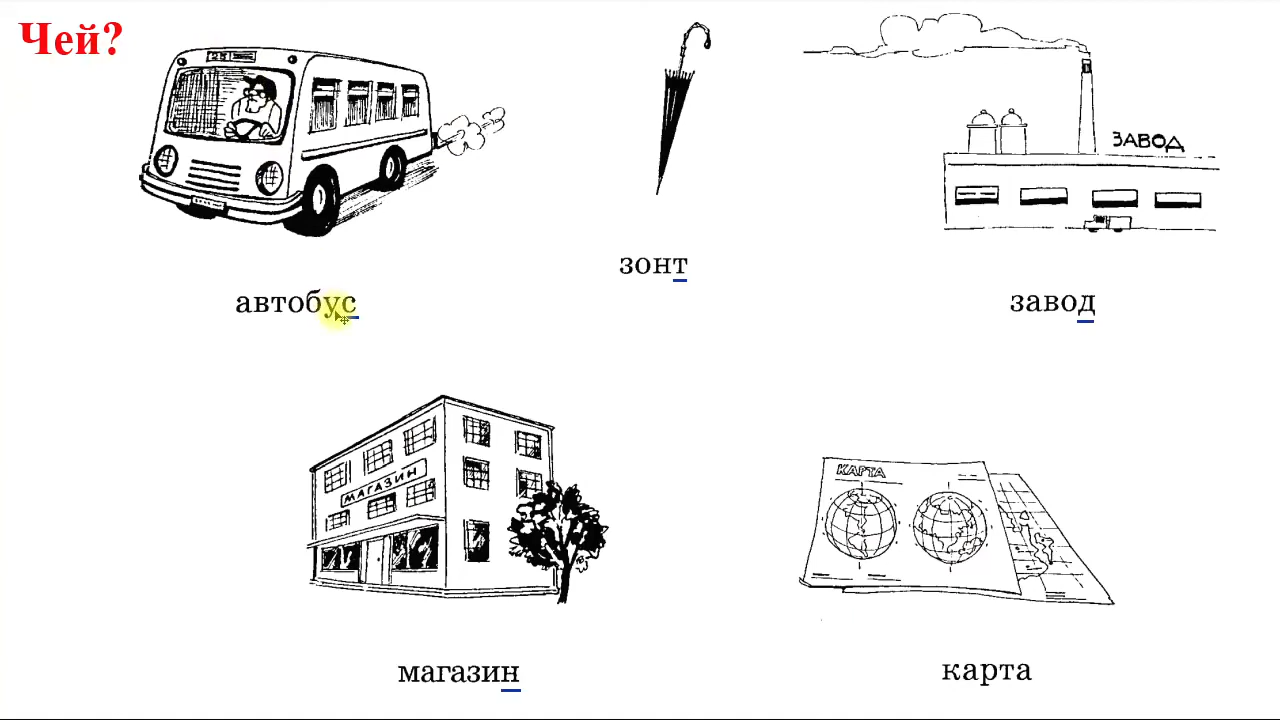 Чей?
ЗАВОД
зонт
автобус
завод
МАГАЗИН
КАРТА
магазин
карта